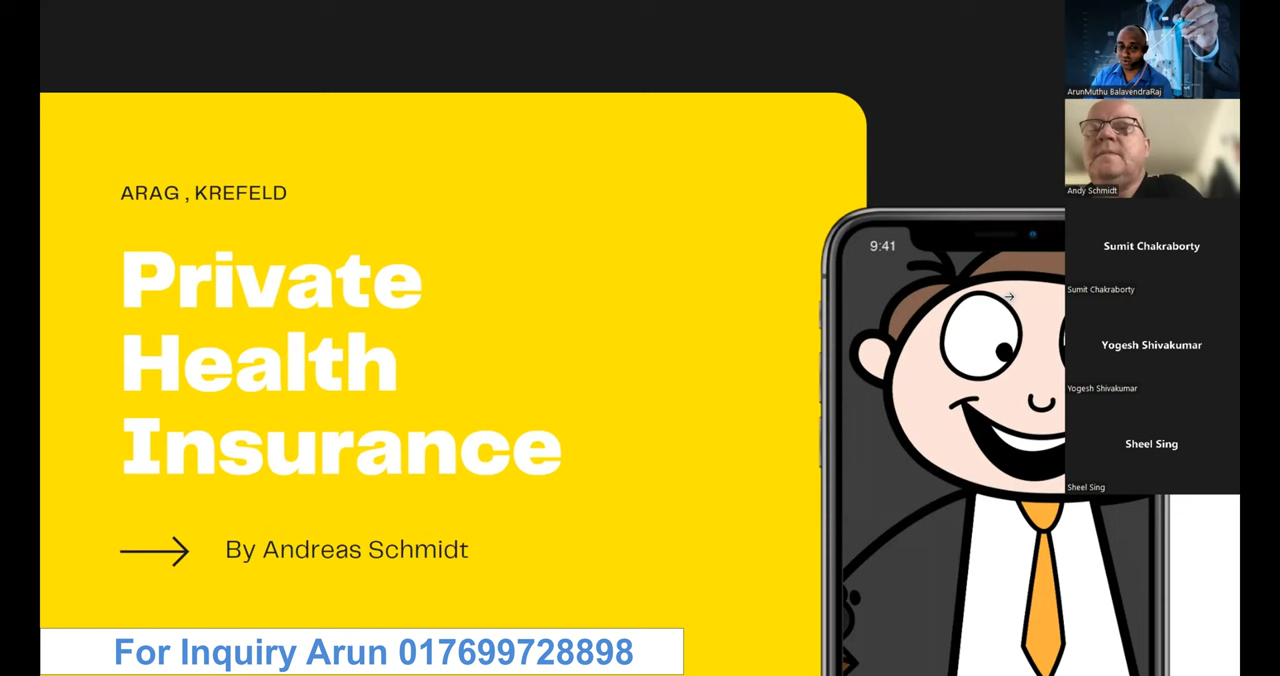 ARAG , KREFELD
Private
Health
Insurance
By Andreas Schmidt
For Inquiry Arun 017699728898
9:41
ArunMuthu BalavendraRaj
Andy Schmidt
Sumit Chakraborty
Sumit Chakraborty
Yogesh Shivakumar
Yogesh Shivakumar
Sheel Sing
Sheel Sing